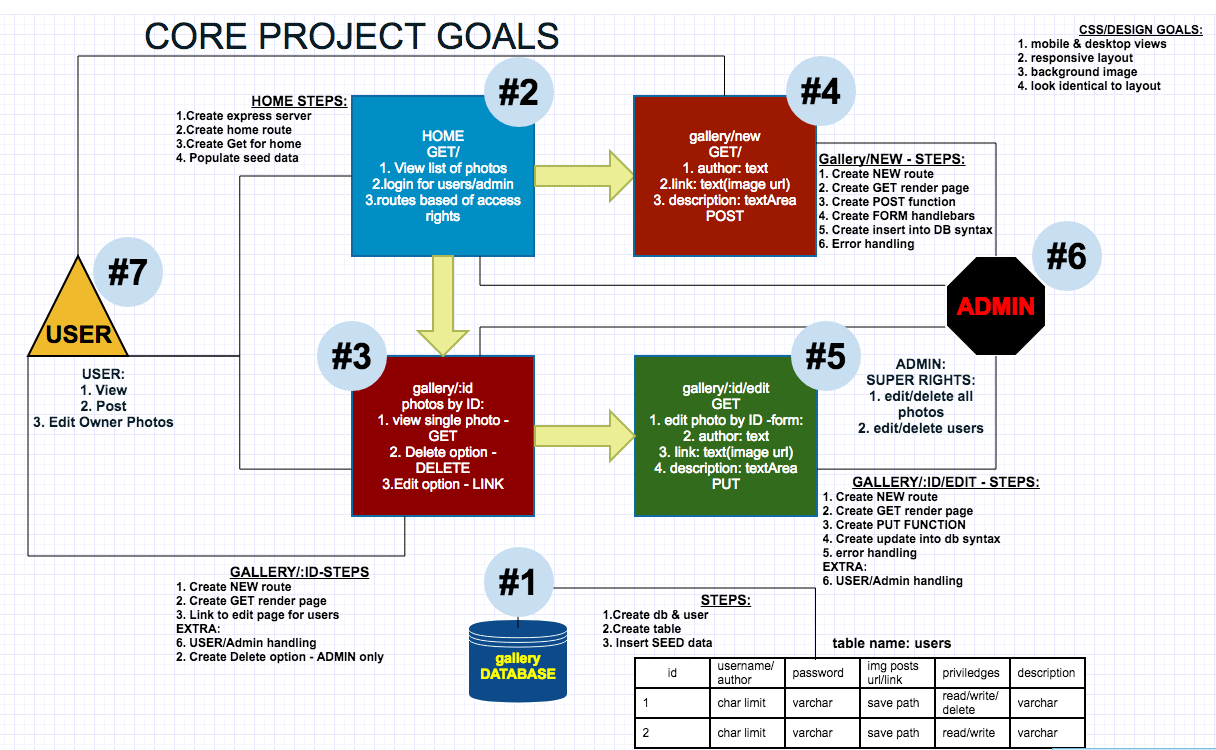 CORE PROJECT GOALS
CSS/DESIGN GOALS:
1. mobile & desktop views
2. responsive layout
3. background image
4. look identical to layout
#2
#4
HOME STEPS:
1.Create express server
2.Create home route
3.Create Get for home
4. Populate seed data
HOME
GET/
1. View list of photos
2.login for users/admin
3.routes based of access
rights
gallery/new
GET/
1. author: text
2.link: text(image url)
3. description: textArea
POST
Gallery/NEW - STEPS:
1. Create NEW route
2. Create GET render page
3. Create POST function
4. Create FORM handlebars
5. Create insert into DB syntax
6. Error handling
#7
USER
USER:
1. View
2. Post
3. Edit Owner Photos
#6
ADMIN
ADMIN:
SUPER RIGHTS:
1. edit/delete all
photos
2. edit/delete users
#3
gallery/:id
photos by ID:
1. view single photo -
GET
2. Delete option -
DELETE
3.Edit option - LINK
#5
gallery/:id/edit
GET
1. edit photo by ID -form:
2. author: text
3. link: text(image url)
4. description: textArea
PUT
GALLERY/:ID/EDIT - STEPS:
1. Create NEW route
2. Create GET render page
3. Create PUT FUNCTION
4. Create update into db syntax
5. error handling
EXTRA:
6. USER/Admin handling
GALLERY/:ID-STEPS
1. Create NEW route
2. Create GET render page
3. Link to edit page for users
EXTRA:
6. USER/Admin handling
2. Create Delete option - ADMIN only
#1
gallery
DATABASE
STEPS:
1.Create db & user
2.Create table
3. Insert SEED data
table name: users
id username/ author password img posts url/link priviledges description
1 char limit varchar save path read/write/ delete varchar
2 char limit varchar save path read/write varchar